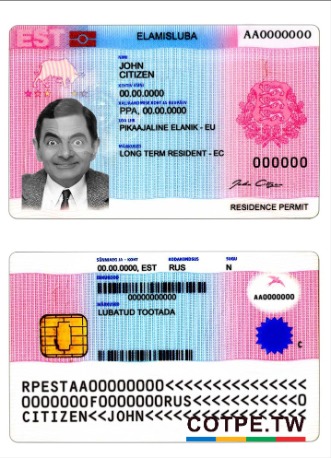 EST
ELAMISLUBA
AA0000000
JOHN
CITIZEN
00.00.0000
PPA, 00.00.0000
PIKAAJALINE ELANIK - EU
LONG TERM RESIDENT - EC
000000
RESIDENCE PERMIT
00.00.0000, EST RUS N
00000000000
AA0000000
LUBATUD TOOTADA
C
RPESTAA00000000<<<<<<<<<<<<<<<
0000000F0000000RUS<<<<<<<<<<<0
CITIZEN<<JOHN<<<<<<<<<<<<<<<<<
COTPE.TW